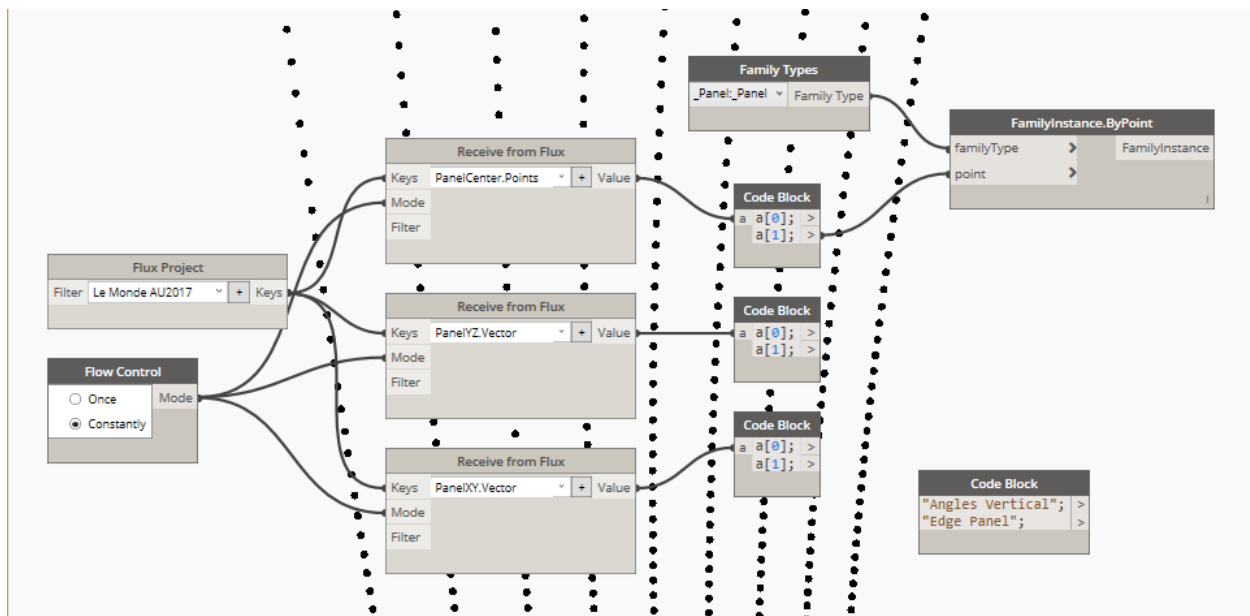 Family Types
_Panel:_Panel Family Type
FamilyInstance.ByPoint
familyType > FamilyInstance
point >
Receive from Flux
Keys PanelCenter.Points + Value
Mode
Filter
Code Block
a a[0]; >
a[1]; >
Flux Project
Filter Le Monde AU2017 + Keys
Receive from Flux
Keys PanelYZ.Vector + Value
Mode
Filter
Code Block
a a[0]; >
a[1]; >
Flow Control
Once Mode
Constantly
Receive from Flux
Keys PanelXY.Vector + Value
Mode
Filter
Code Block
a a[0]; >
a[1]; >
Code Block
"Angles Vertical"; >
"Edge Panel"; >